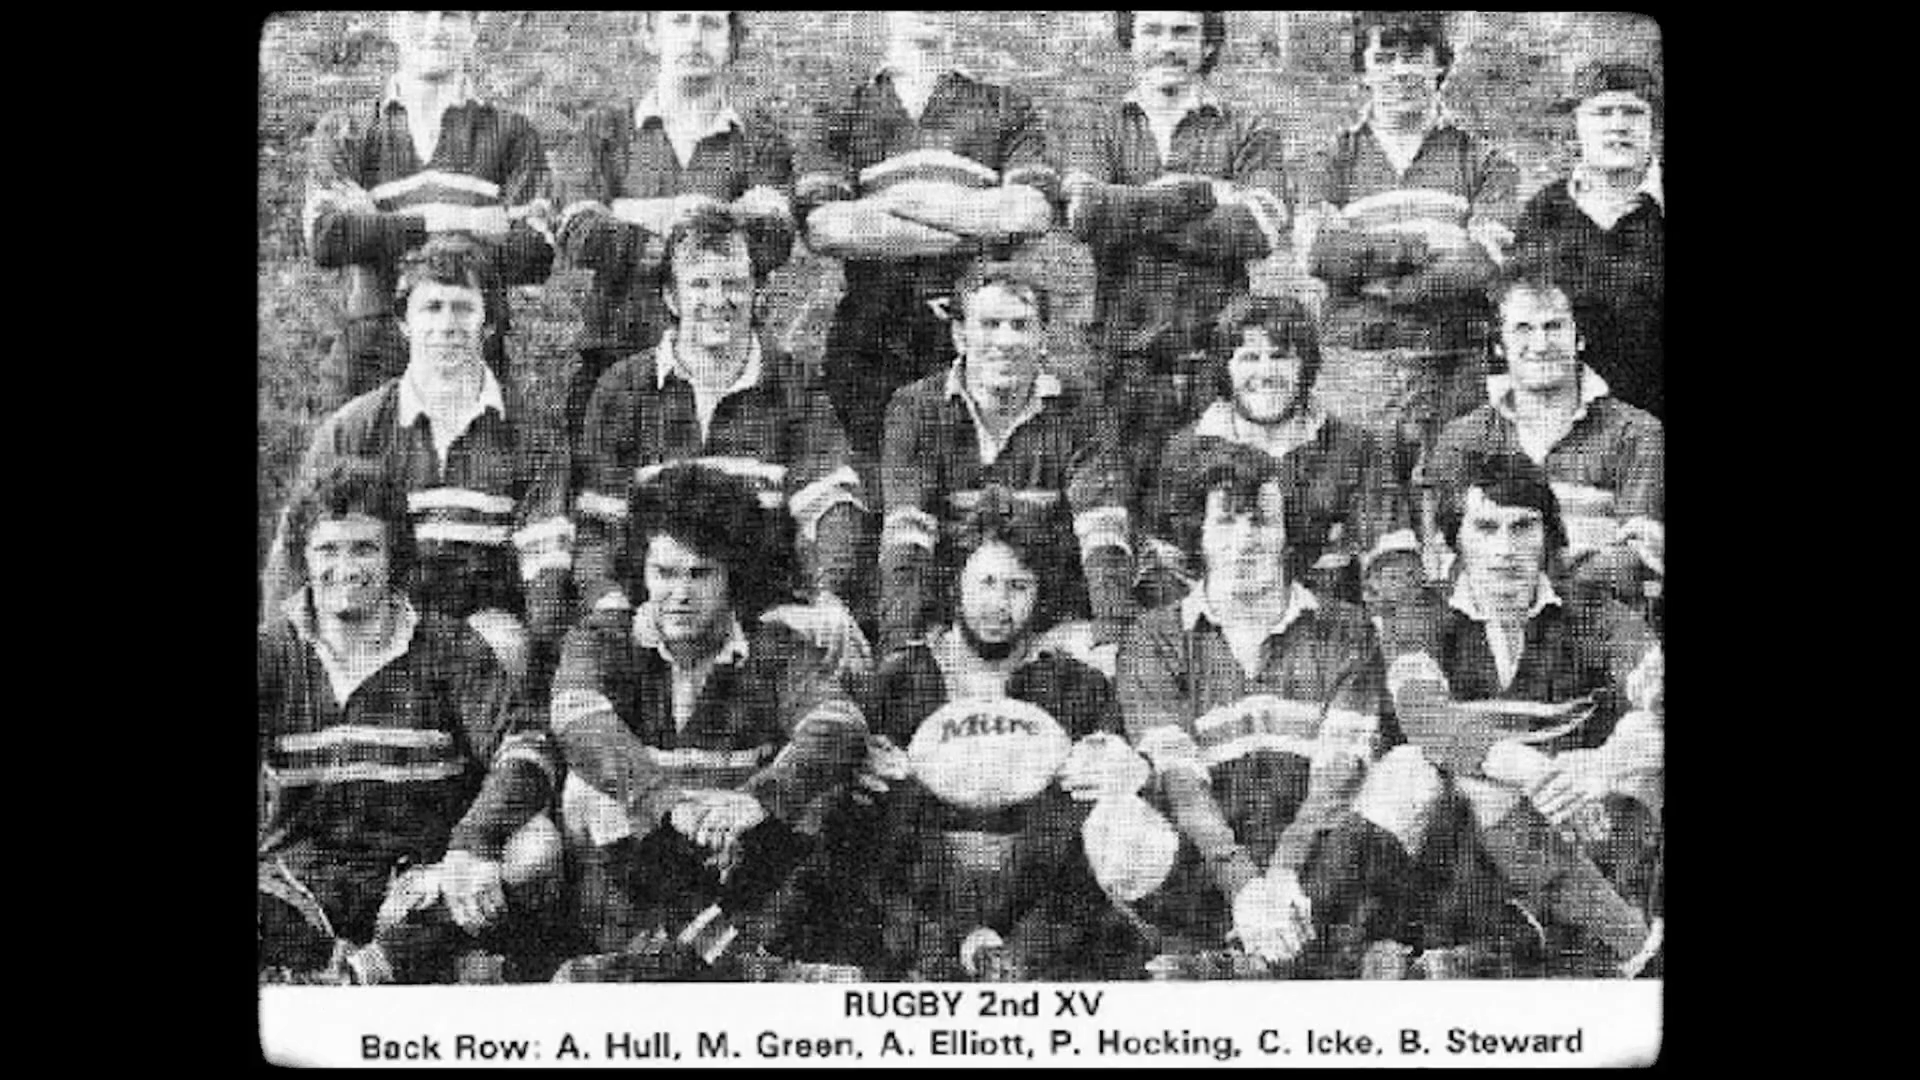 Mitre
RUGBY 2nd XV
Back Row: A. Hull, M. Green, A. Elliott, P. Hocking, C. Icke, B. Steward